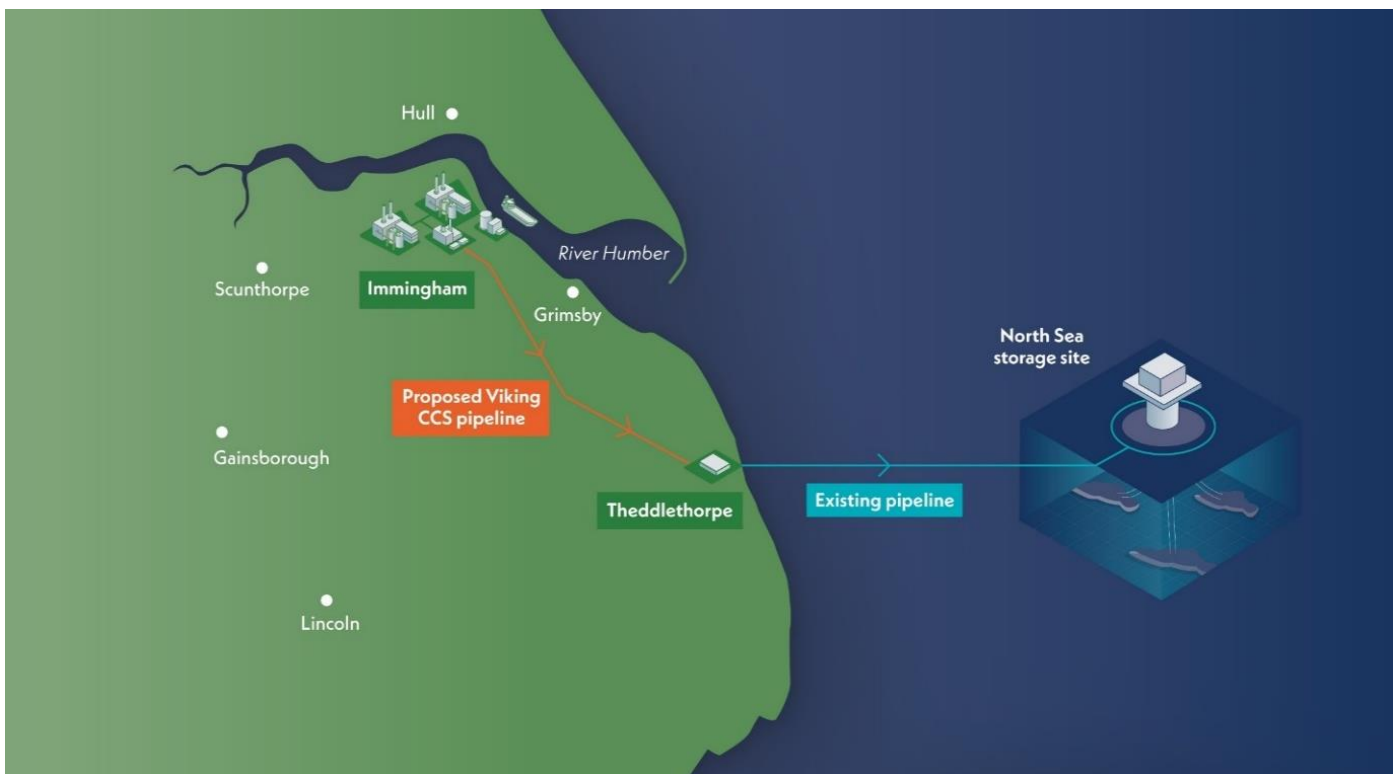 Hull
River Humber
Scunthorpe
Immingham
Grimsby
North Sea
storage site
Proposed Viking
CCS pipeline
Gainsborough
Theddlethorpe
Existing pipeline
Lincoln